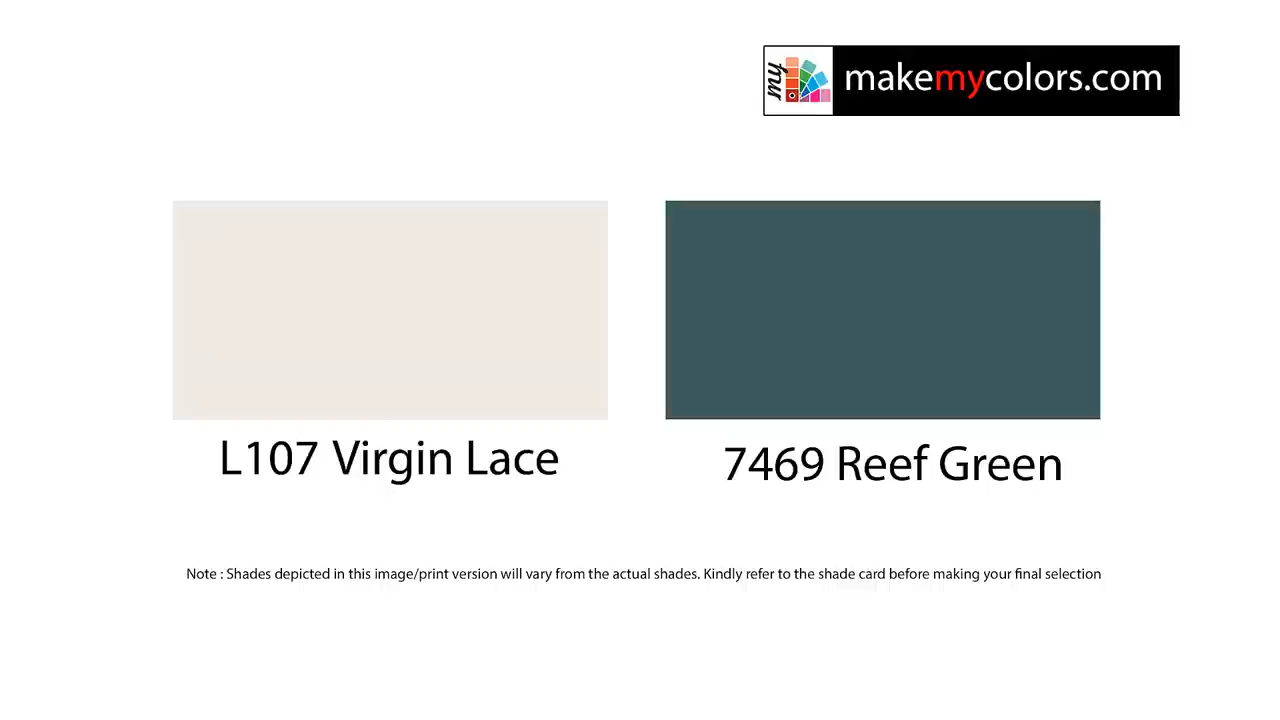 my makemycolors.com
L107 Virgin Lace
7469 Reef Green
Note : Shades depicted in this image/print version will vary from the actual shades. Kindly refer to the shade card before making your final selection